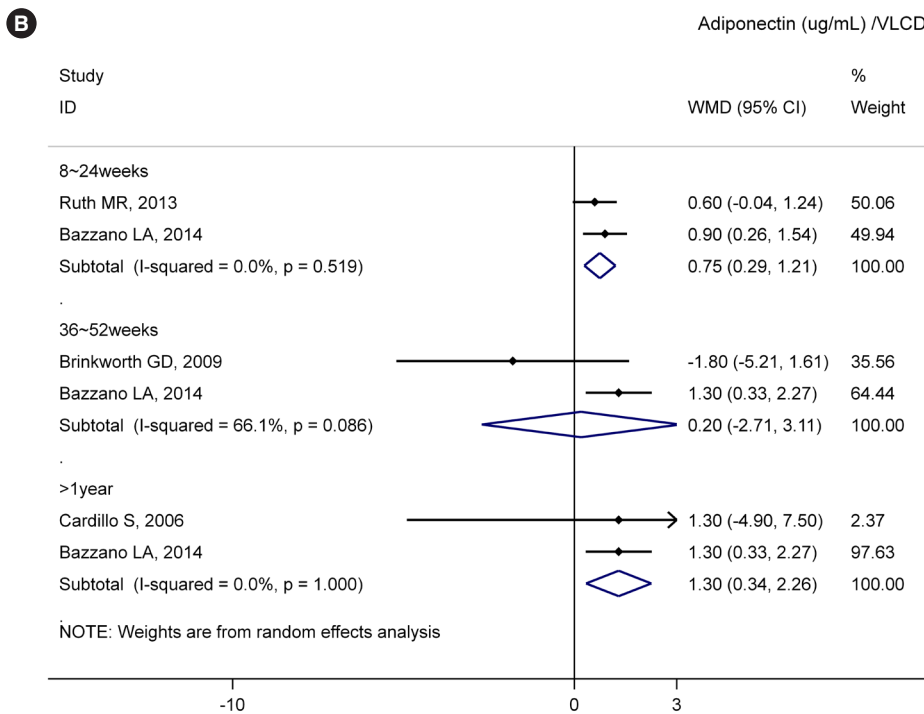 B
Adiponectin (ug/mL) /VLCD
Study %
ID WMD (95% CI) Weight
8~24weeks
Ruth MR, 2013 0.60 (-0.04, 1.24) 50.06
Bazzano LA, 2014 0.90 (0.26, 1.54) 49.94
Subtotal (I-squared = 0.0%, p = 0.519) 0.75 (0.29, 1.21) 100.00
.
36~52weeks
Brinkworth GD, 2009 -1.80 (-5.21, 1.61) 35.56
Bazzano LA, 2014 1.30 (0.33, 2.27) 64.44
Subtotal (I-squared = 66.1%, p = 0.086) 0.20 (-2.71, 3.11) 100.00
.
>1year
Cardillo S, 2006 1.30 (-4.90, 7.50) 2.37
Bazzano LA, 2014 1.30 (0.33, 2.27) 97.63
Subtotal (I-squared = 0.0%, p = 1.000) 1.30 (0.34, 2.26) 100.00
.
NOTE: Weights are from random effects analysis
-10 0 3